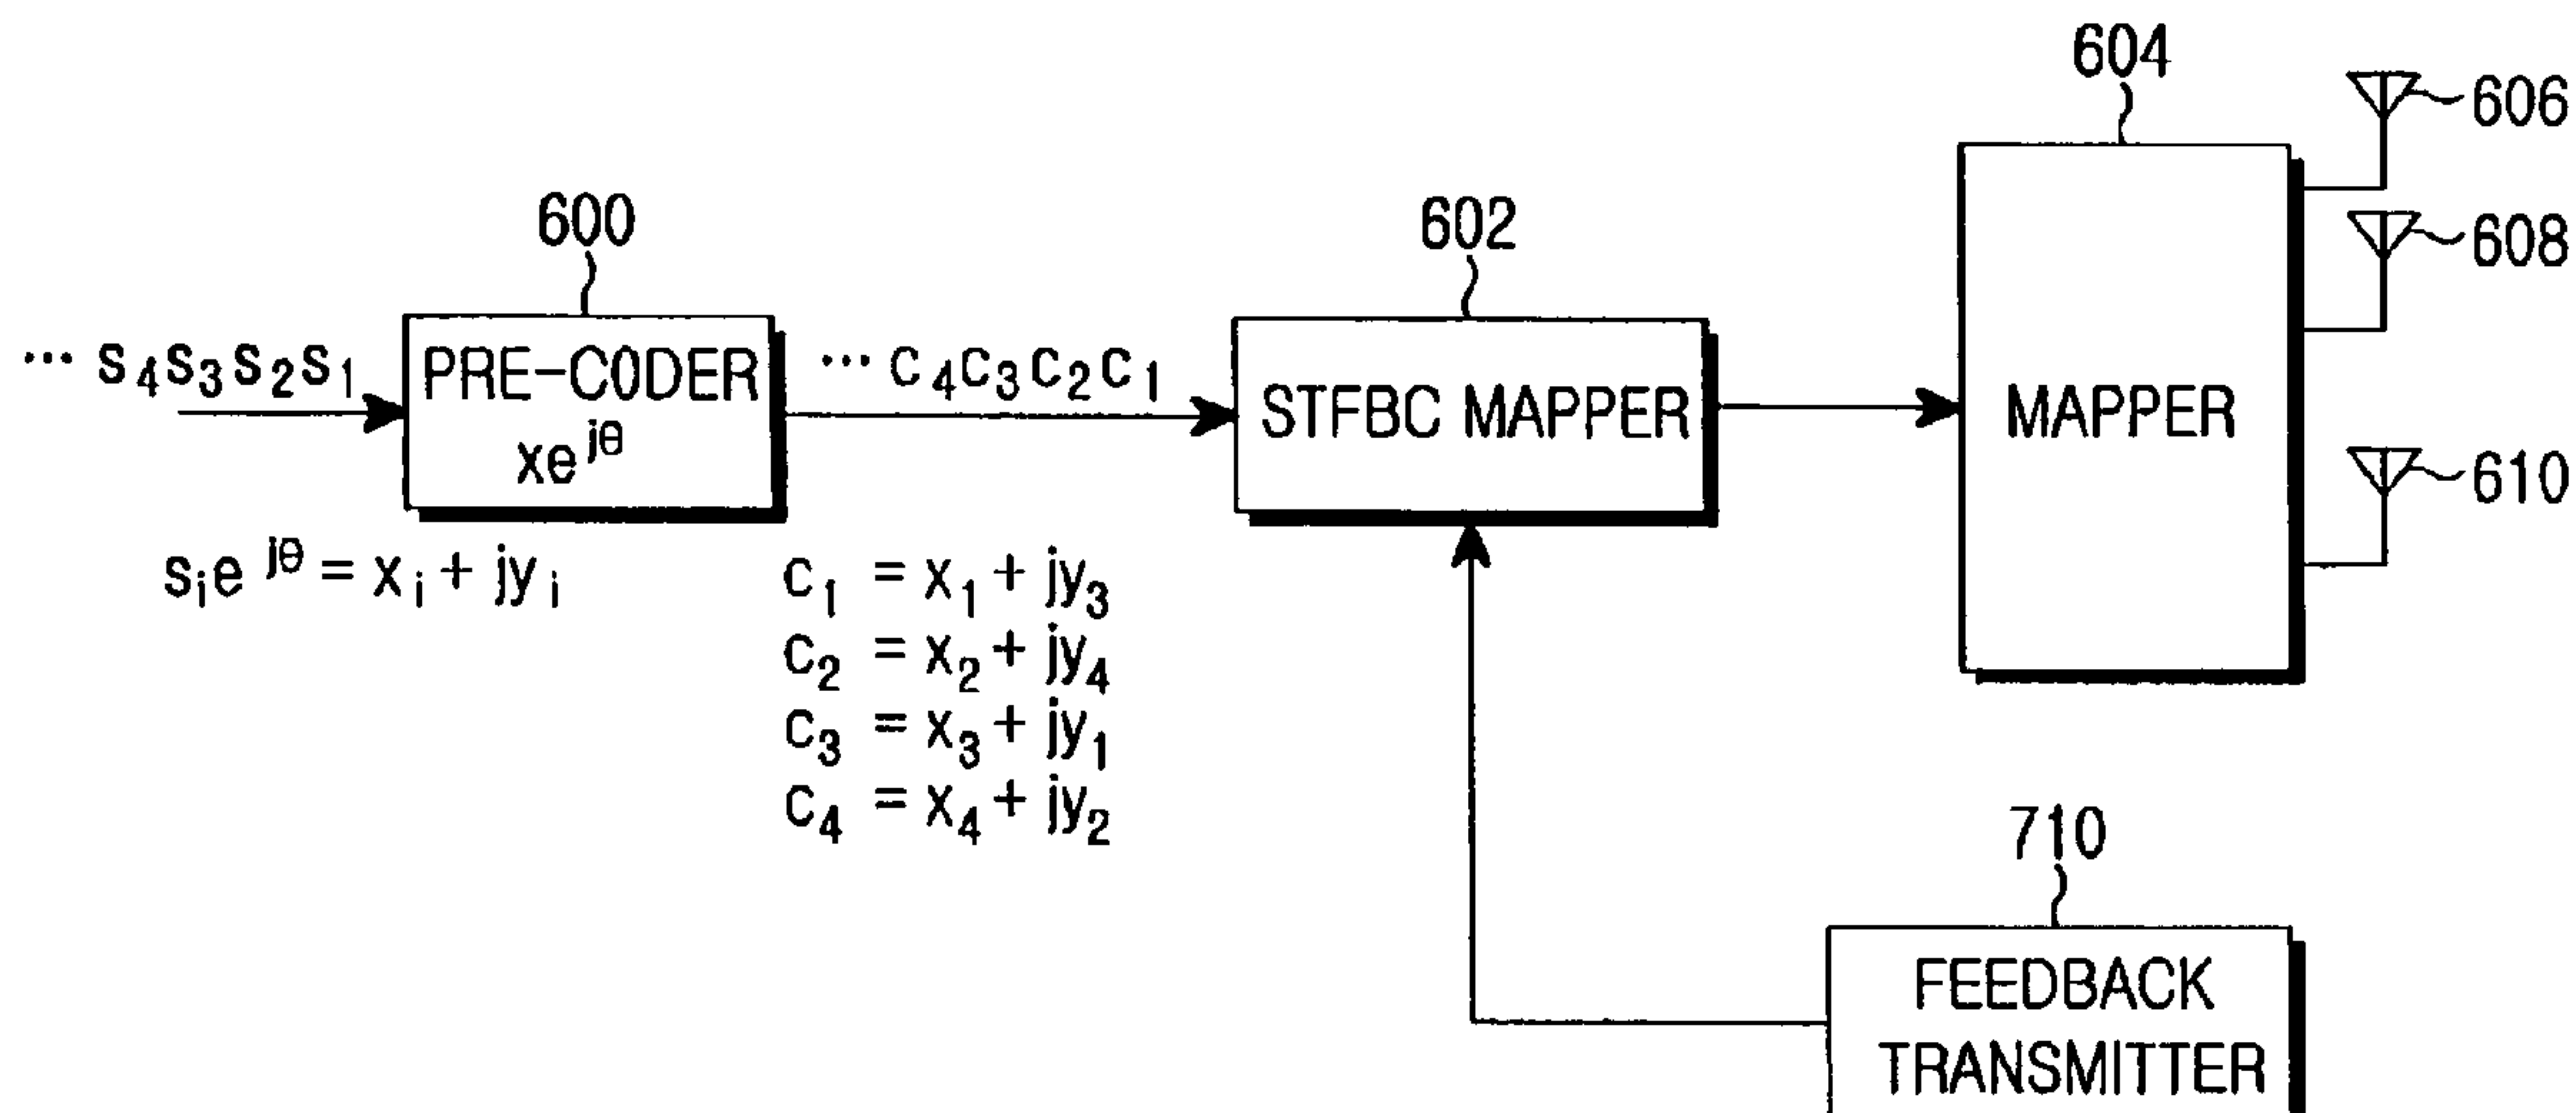 604
606
600
602
608
··· s₄s₃s₂s₁
PRE-CODER
xe^jθ
··· c₄c₃c₂c₁
STFBC MAPPER
MAPPER
610
sᵢe^jθ = xᵢ + jyᵢ
c₁ = x₁ + jy₃
c₂ = x₂ + jy₄
c₃ = x₃ + jy₁
c₄ = x₄ + jy₂
710
FEEDBACK
TRANSMITTER